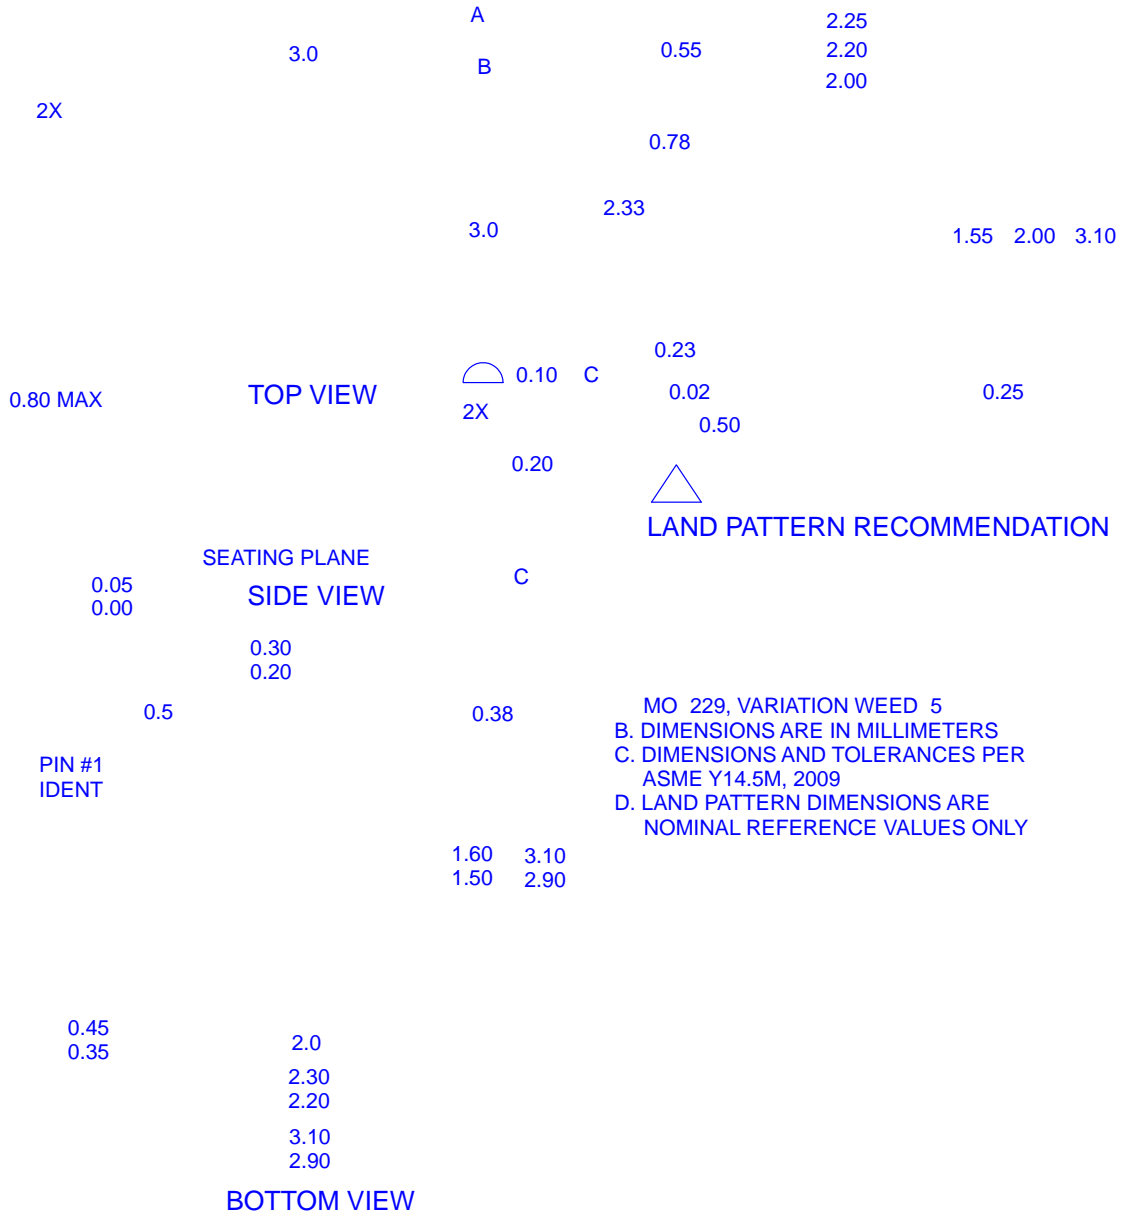 A
2.25
3.0
0.55
2.20
B
2.00
2X
0.78
2.33
3.0
1.55 2.00 3.10
0.23
0.10 C
0.80 MAX
TOP VIEW
0.02
0.25
2X
0.50
0.20
LAND PATTERN RECOMMENDATION
SEATING PLANE
0.05
0.00
SIDE VIEW
C
0.30
0.20
0.5
0.38
MO 229, VARIATION WEED 5
B. DIMENSIONS ARE IN MILLIMETERS
C. DIMENSIONS AND TOLERANCES PER
ASME Y14.5M, 2009
D. LAND PATTERN DIMENSIONS ARE
NOMINAL REFERENCE VALUES ONLY
PIN #1
IDENT
1.60 3.10
1.50 2.90
0.45
0.35
2.0
2.30
2.20
3.10
2.90
BOTTOM VIEW